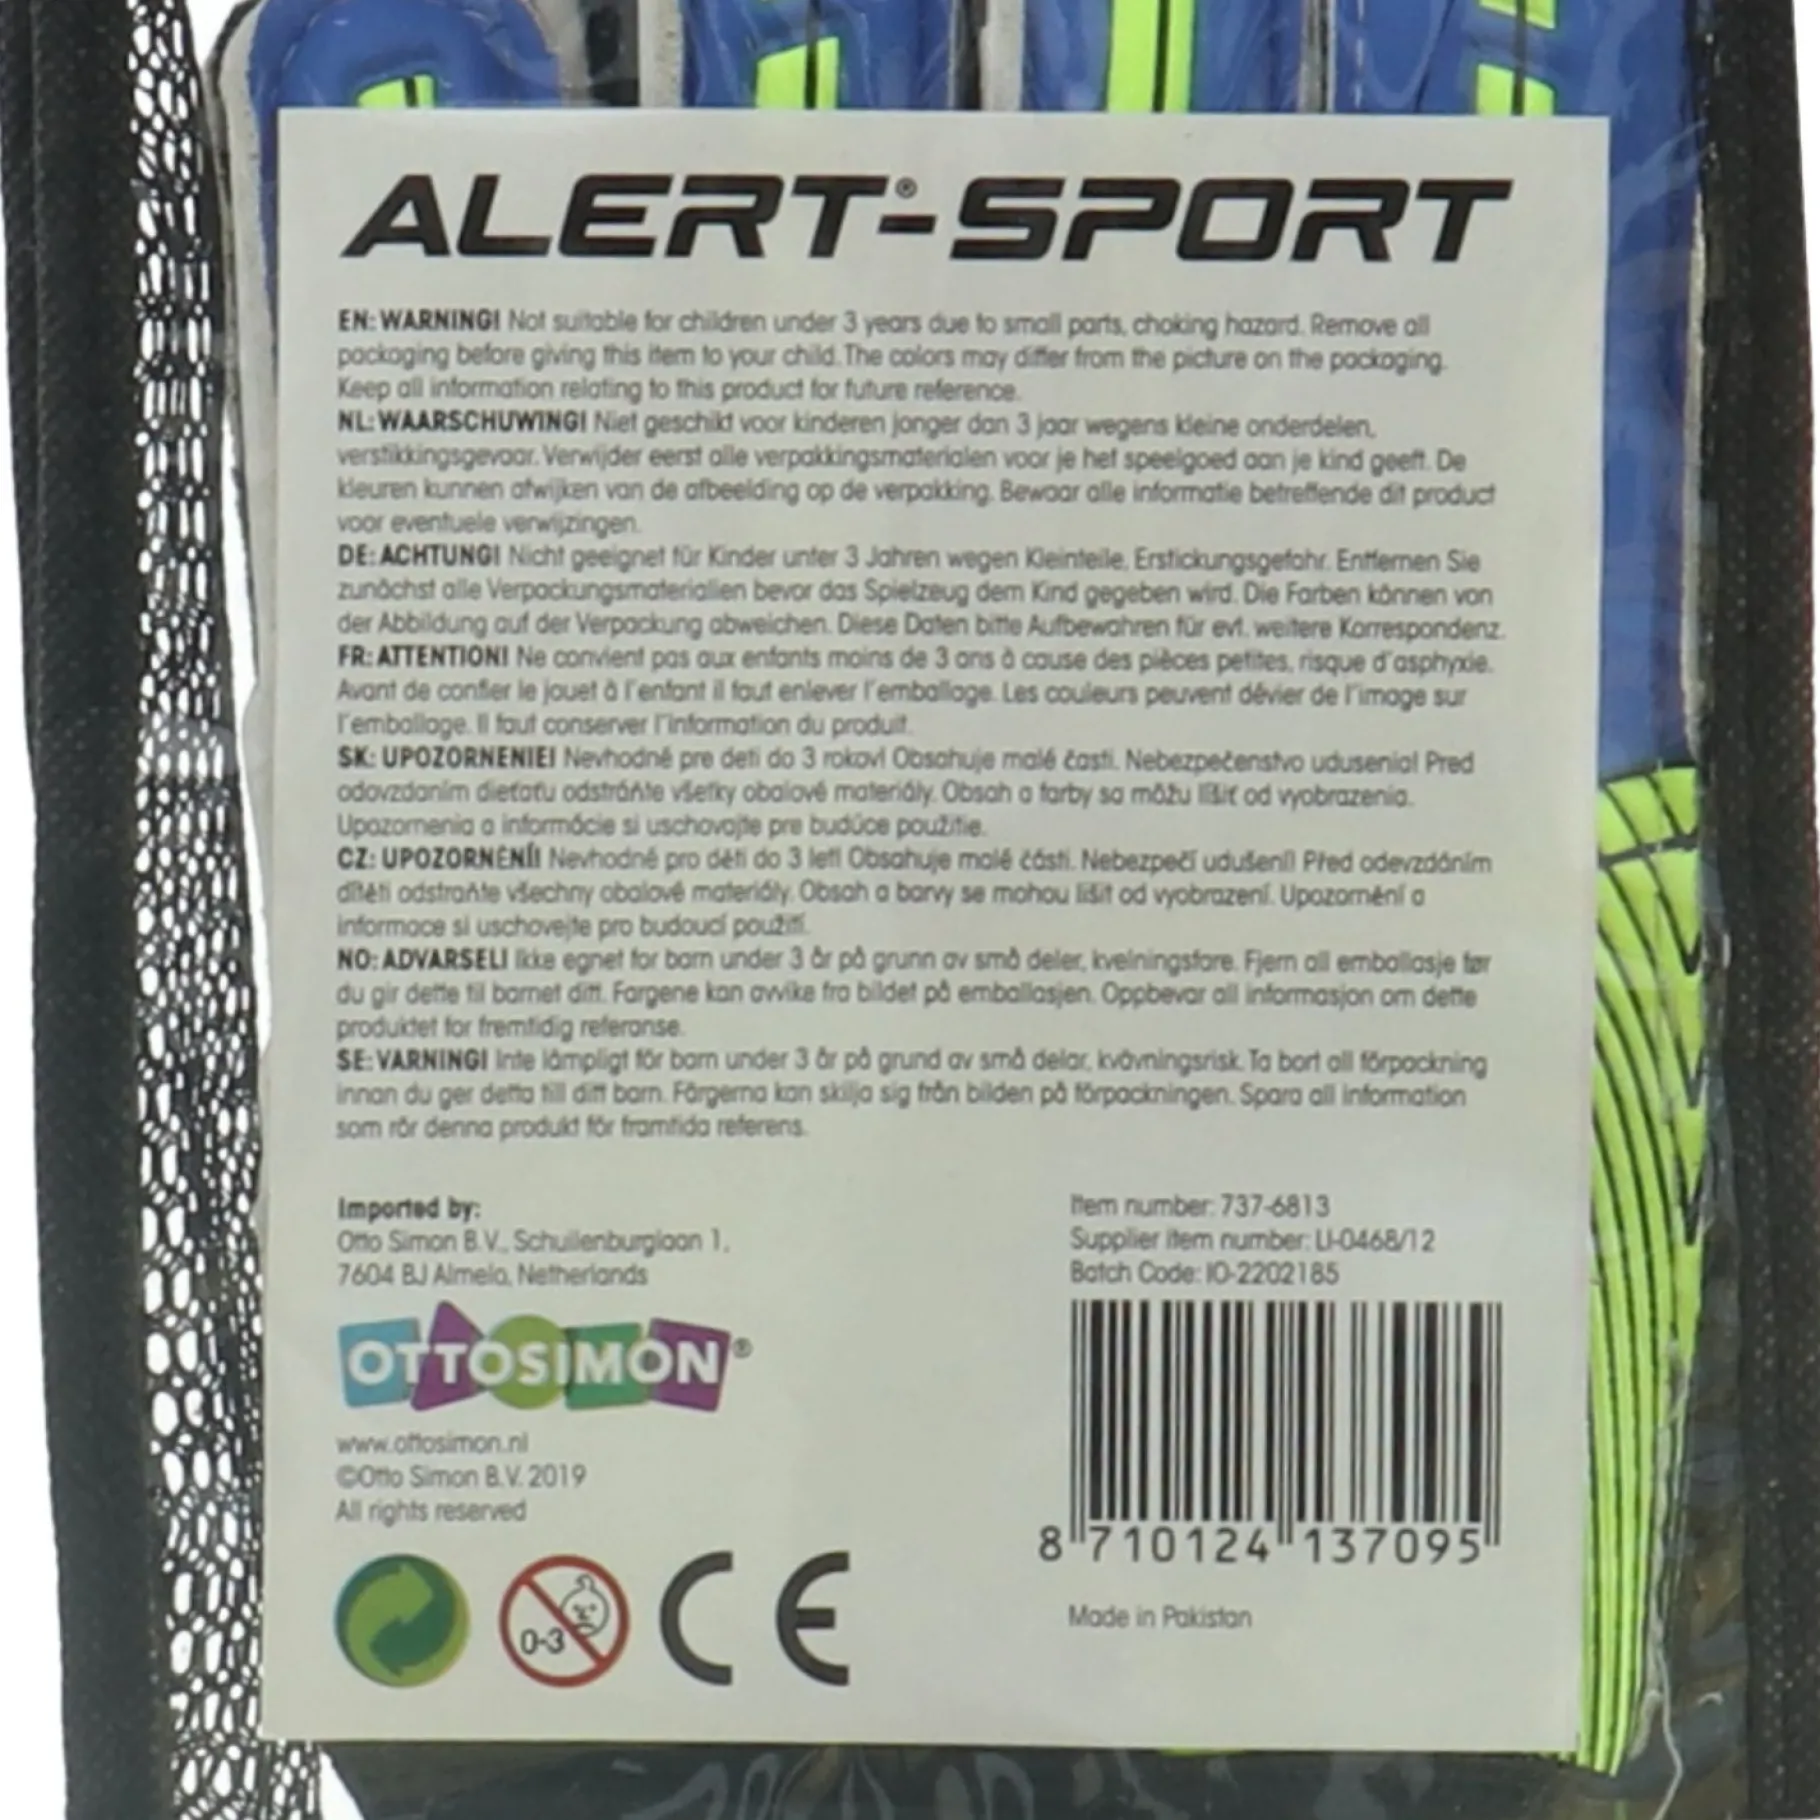 ALERT®-SPORT
EN: WARNING! Not suitable for children under 3 years due to small parts, choking hazard. Remove all
packaging before giving this item to your child. The colors may differ from the picture on the packaging.
Keep all information relating to this product for future reference.
NL: WAARSCHUWING! Niet geschikt voor kinderen jonger dan 3 jaar wegens kleine onderdelen,
verstikkingsgevaar. Verwijder eerst alle verpakkingsmaterialen voor je het speelgoed aan je kind geeft. De
kleuren kunnen afwijken van de afbeelding op de verpakking. Bewaar alle informatie betreffende dit product
voor eventuele verwijzingen.
DE: ACHTUNG! Nicht geeignet für Kinder unter 3 Jahren wegen Kleinteile, Erstickungsgefahr. Entfernen Sie
zunächst alle Verpackungsmaterialien bevor das Spielzeug dem Kind gegeben wird. Die Farben können von
der Abbildung auf der Verpackung abweichen. Diese Daten bitte Aufbewahren für evt. weitere Korrespondenz.
FR: ATTENTION! Ne convient pas aux enfants moins de 3 ans à cause des pièces petites, risque d'asphyxie.
Avant de confier le jouet à l'enfant il faut enlever l'emballage. Les couleurs peuvent dévier de l'image sur
l'emballage. Il faut conserver l'information du produit.
SK: UPOZORNENIE! Nevhodné pre deti do 3 rokov! Obsahuje malé časti. Nebezpečenstvo udusenia! Pred
odovzdaním dieťaťu odstráňte všetky obalové materiály. Obsah a farby sa môžu líšiť od vyobrazenia.
Upozornenia a informácie si uschovajte pre budúce použitie.
CZ: UPOZORNĚNÍ! Nevhodné pro děti do 3 let! Obsahuje malé části. Nebezpečí udušení! Před odevzdáním
dítěti odstraňte všechny obalové materiály. Obsah a barvy se mohou lišit od vyobrazení. Upozornění a
informace si uschovejte pro budoucí použití.
NO: ADVARSEL! Ikke egnet for barn under 3 år på grunn av små deler, kvelningsfare. Fjern all emballasje før
du gir dette til barnet ditt. Fargene kan avvike fra bildet på emballasjen. Oppbevar all informasjon om dette
produktet for fremtidig referanse.
SE: VARNING! Inte lämpligt för barn under 3 år på grund av små delar, kvävningsrisk. Ta bort all förpackning
innan du ger detta till ditt barn. Färgerna kan skilja sig från bilden på förpackningen. Spara all information
som rör denna produkt för framtida referens.
Imported by:
Otto Simon B.V., Schuilenburglaan 1,
7604 BJ Almelo, Netherlands
OTTOSIMON®
www.ottosimon.nl
©Otto Simon B.V. 2019
All rights reserved
0-3
CE
Item number: 737-6813
Supplier item number: LI-0468/12
Batch Code: IO-2202185
8 710124 137095
Made in Pakistan